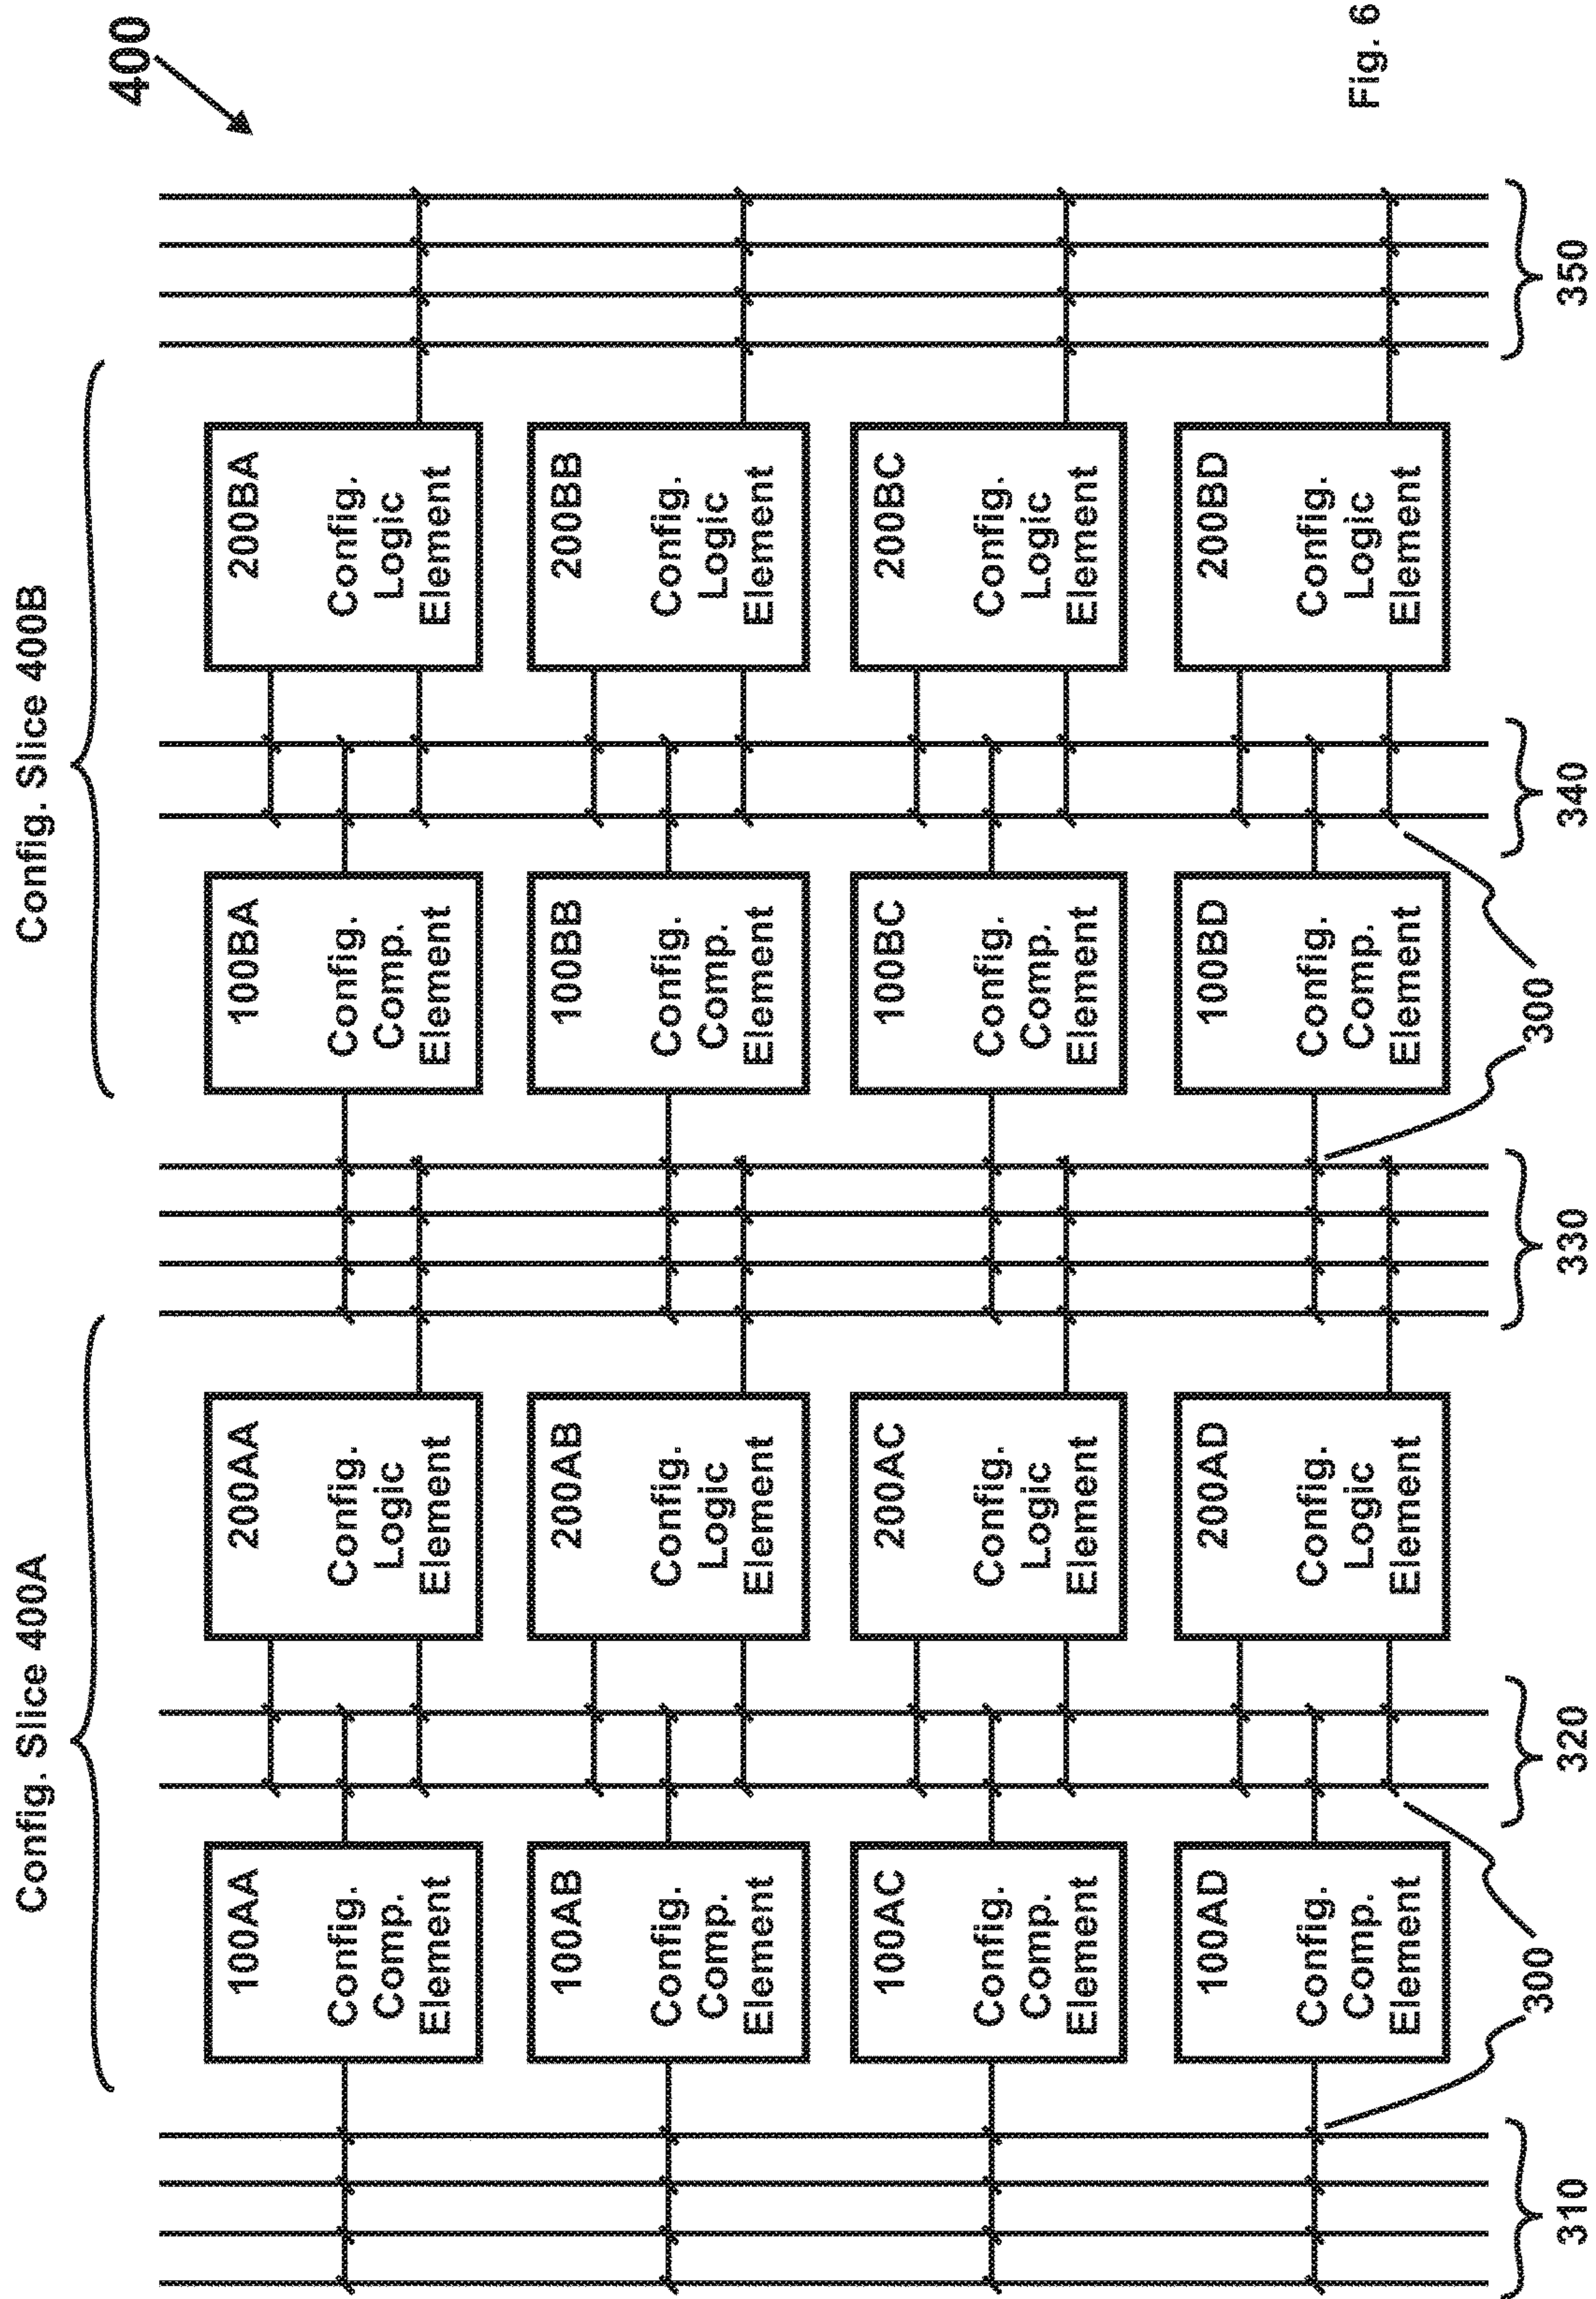 400
Config. Slice 400A
Config. Slice 400B
100AA
Config.
Comp.
Element
200AA
Config.
Logic
Element
100BA
Config.
Comp.
Element
200BA
Config.
Logic
Element
100AB
Config.
Comp.
Element
200AB
Config.
Logic
Element
100BB
Config.
Comp.
Element
200BB
Config.
Logic
Element
100AC
Config.
Comp.
Element
200AC
Config.
Logic
Element
100BC
Config.
Comp.
Element
200BC
Config.
Logic
Element
100AD
Config.
Comp.
Element
200AD
Config.
Logic
Element
100BD
Config.
Comp.
Element
200BD
Config.
Logic
Element
300
300
310
320
330
340
350
Fig. 6